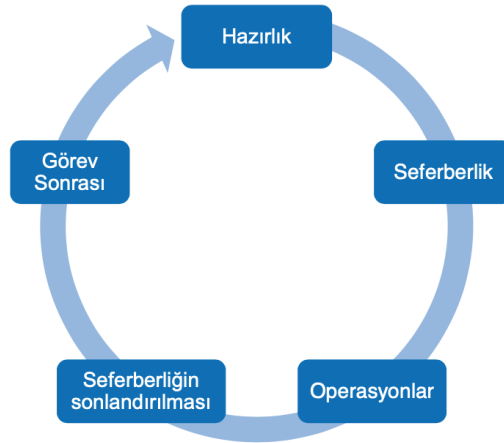 Hazırlık
Seferberlik
Operasyonlar
Seferberliğin
sonlandırılması
Görev
Sonrası